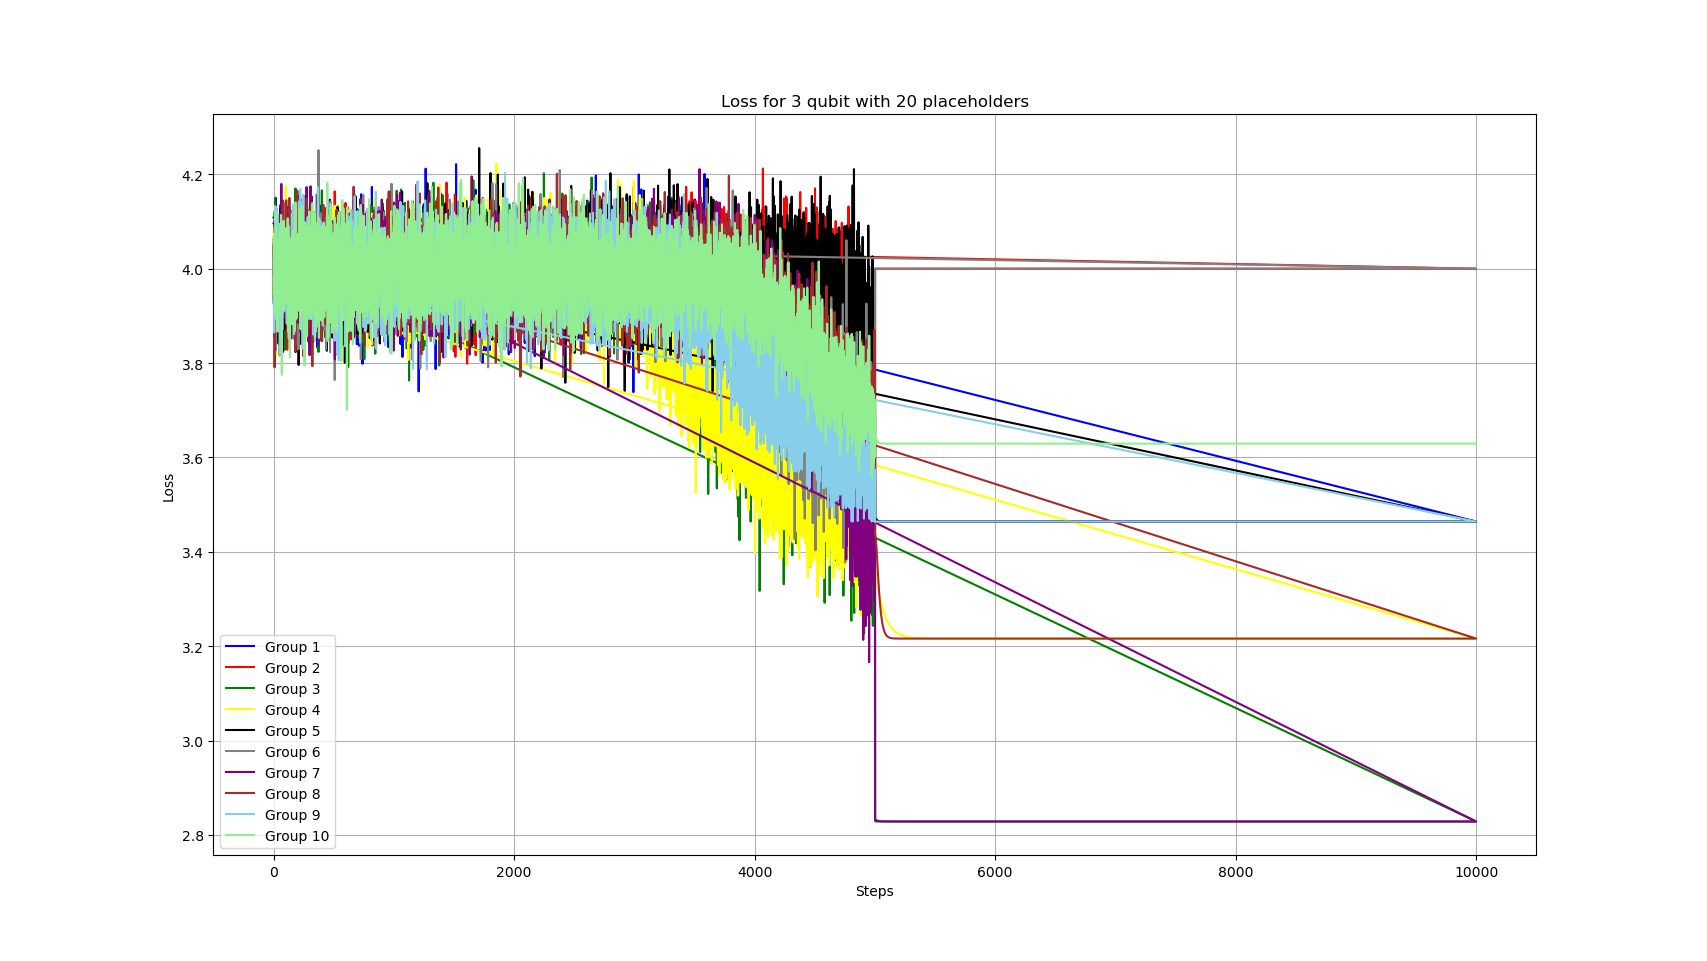 Loss for 3 qubit with 20 placeholders
4.2
4.0
3.8
3.6
3.4
3.2
3.0
2.8
Loss
Group 1
Group 2
Group 3
Group 4
Group 5
Group 6
Group 7
Group 8
Group 9
Group 10
0
2000
4000
6000
8000
10000
Steps